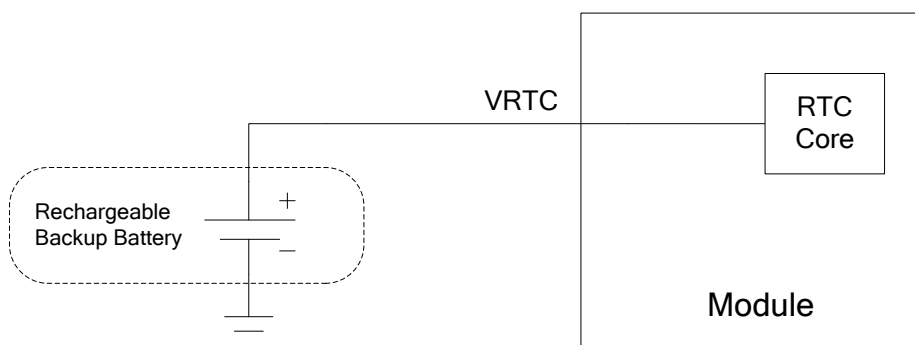 VRTC
RTC
Core
Rechargeable
Backup Battery
+
−
Module